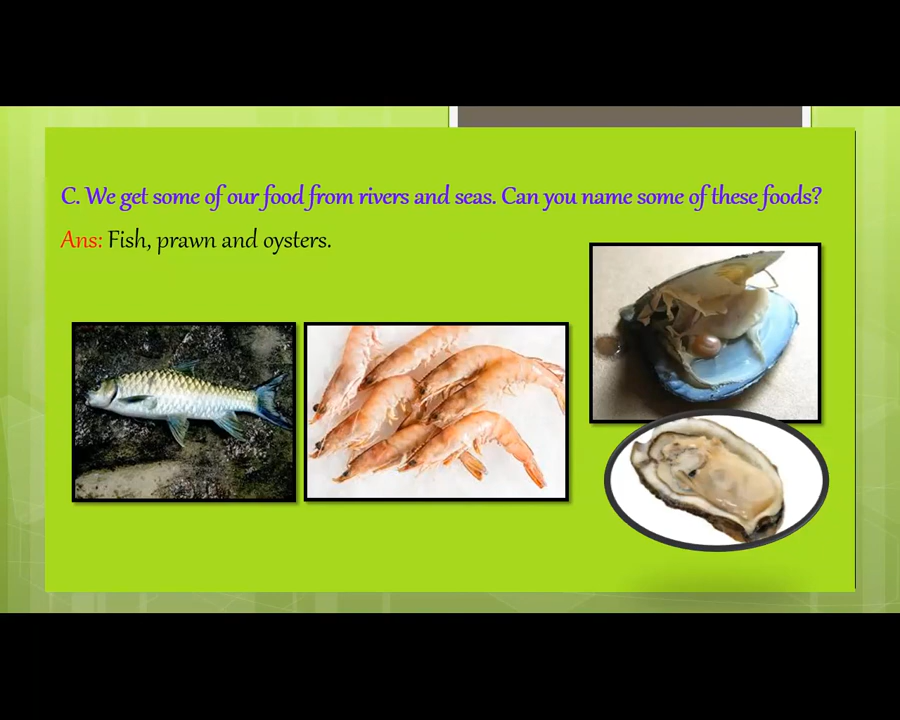 C. We get some of our food from rivers and seas. Can you name some of these foods?
Ans: Fish, prawn and oysters.